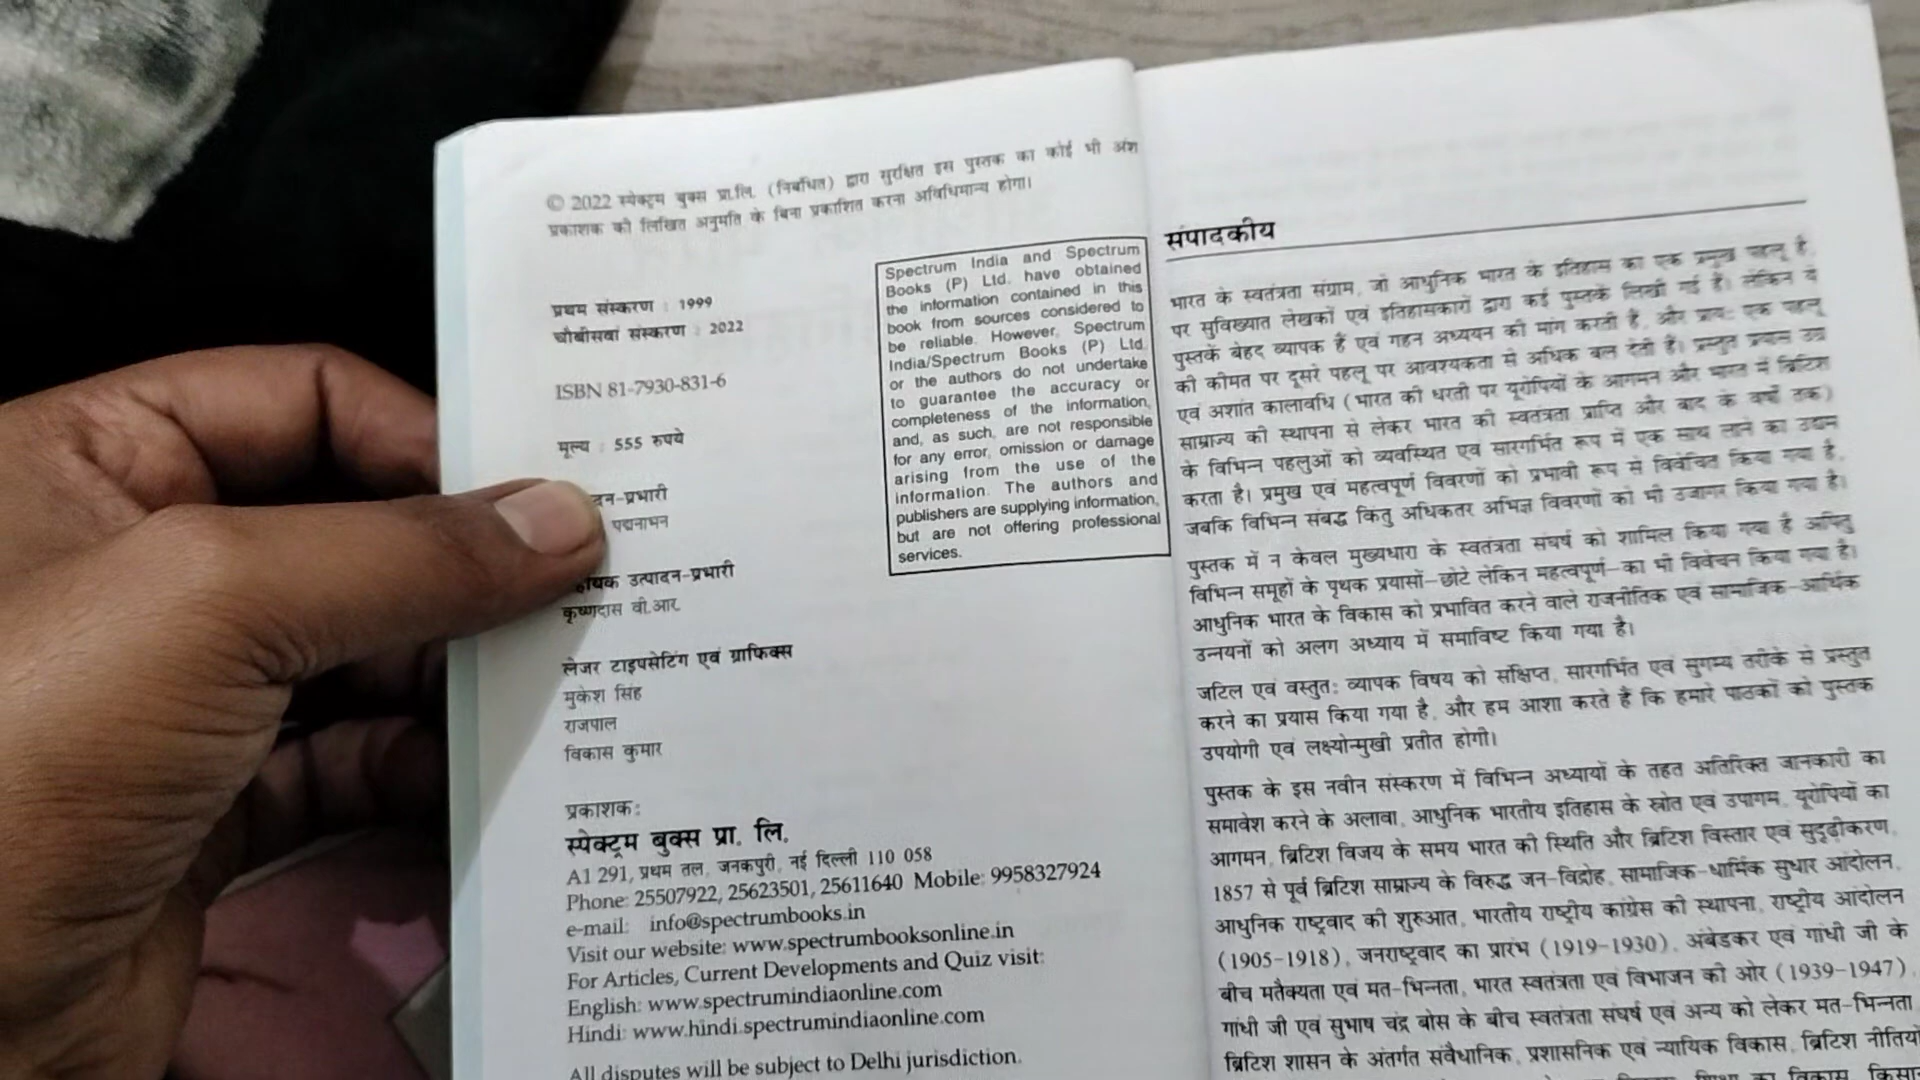 © 2022 स्पेक्ट्रम बुक्स प्रा.लि. (निबंधित) द्वारा सुरक्षित इस पुस्तक का कोई भी अंश
प्रकाशक की लिखित अनुमति के बिना प्रकाशित करना अविधिमान्य होगा।
प्रथम संस्करण : 1999
चौबीसवां संस्करण : 2022
ISBN 81-7930-831-6
मूल्य : 555 रुपये
दन-प्रभारी
पद्मनाभन
हायक उत्पादन-प्रभारी
कृष्णदास वी.आर.
लेजर टाइपसेटिंग एवं ग्राफिक्स
मुकेश सिंह
राजपाल
विकास कुमार
प्रकाशक:
स्पेक्ट्रम बुक्स प्रा. लि.
A1 291, प्रथम तल, जनकपुरी, नई दिल्ली 110 058
Phone: 25507922, 25623501, 25611640 Mobile: 9958327924
e-mail: info@spectrumbooks.in
Visit our website: www.spectrumbooksonline.in
For Articles, Current Developments and Quiz visit:
English: www.spectrumindiaonline.com
Hindi: www.hindi.spectrumindiaonline.com
All disputes will be subject to Delhi jurisdiction.
Spectrum India and Spectrum
Books (P) Ltd. have obtained
the information contained in this
book from sources considered to
be reliable. However, Spectrum
India/Spectrum Books (P) Ltd.
or the authors do not undertake
to guarantee the accuracy or
completeness of the information,
and, as such, are not responsible
for any error, omission or damage
arising from the use of the
information. The authors and
publishers are supplying information,
but are not offering professional
services.
संपादकीय
भारत के स्वतंत्रता संग्राम, जो आधुनिक भारत के इतिहास का एक प्रमुख पहलू है,
पर सुविख्यात लेखकों एवं इतिहासकारों द्वारा कई पुस्तकें लिखी गई हैं। लेकिन ये
पुस्तकें बेहद व्यापक हैं एवं गहन अध्ययन की मांग करती हैं, और प्रायः एक पहलू
की कीमत पर दूसरे पहलू पर आवश्यकता से अधिक बल देती हैं। प्रस्तुत प्रयास उग्र
एवं अशांत कालावधि (भारत की धरती पर यूरोपियों के आगमन और भारत में ब्रिटिश
साम्राज्य की स्थापना से लेकर भारत की स्वतंत्रता प्राप्ति और बाद के वर्षों तक)
के विभिन्न पहलुओं को व्यवस्थित एवं सारगर्भित रूप में एक साथ लाने का उद्यम
करता है। प्रमुख एवं महत्वपूर्ण विवरणों को प्रभावी रूप से विवेचित किया गया है,
जबकि विभिन्न संबद्ध किंतु अधिकतर अभिज्ञ विवरणों को भी उजागर किया गया है।
पुस्तक में न केवल मुख्यधारा के स्वतंत्रता संघर्ष को शामिल किया गया है अपितु
विभिन्न समूहों के पृथक प्रयासों—छोटे लेकिन महत्वपूर्ण—का भी विवेचन किया गया है।
आधुनिक भारत के विकास को प्रभावित करने वाले राजनीतिक एवं सामाजिक-आर्थिक
उन्नयनों को अलग अध्याय में समाविष्ट किया गया है।
जटिल एवं वस्तुतः व्यापक विषय को संक्षिप्त, सारगर्भित एवं सुगम्य तरीके से प्रस्तुत
करने का प्रयास किया गया है, और हम आशा करते हैं कि हमारे पाठकों को पुस्तक
उपयोगी एवं लक्ष्योन्मुखी प्रतीत होगी।
पुस्तक के इस नवीन संस्करण में विभिन्न अध्यायों के तहत अतिरिक्त जानकारी का
समावेश करने के अलावा, आधुनिक भारतीय इतिहास के स्रोत एवं उपागम, यूरोपियों का
आगमन, ब्रिटिश विजय के समय भारत की स्थिति और ब्रिटिश विस्तार एवं सुदृढ़ीकरण,
1857 से पूर्व ब्रिटिश साम्राज्य के विरुद्ध जन-विद्रोह, सामाजिक-धार्मिक सुधार आंदोलन,
आधुनिक राष्ट्रवाद की शुरुआत, भारतीय राष्ट्रीय कांग्रेस की स्थापना, राष्ट्रीय आंदोलन
(1905-1918), जनराष्ट्रवाद का प्रारंभ (1919-1930), अंबेडकर एवं गांधी जी के
बीच मतैक्यता एवं मत-भिन्नता, भारत स्वतंत्रता एवं विभाजन की ओर (1939-1947),
गांधी जी एवं सुभाष चंद्र बोस के बीच स्वतंत्रता संघर्ष एवं अन्य को लेकर मत-भिन्नता,
ब्रिटिश शासन के अंतर्गत संवैधानिक, प्रशासनिक एवं न्यायिक विकास, ब्रिटिश नीतियों
का विकास, किसान